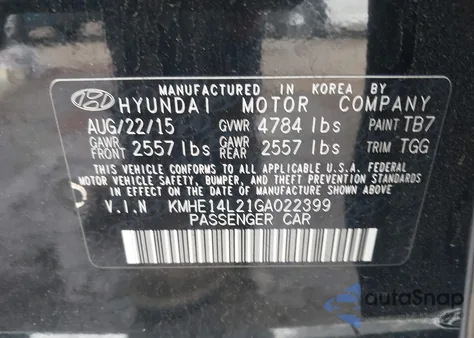 MANUFACTURED IN KOREA BY
HYUNDAI MOTOR COMPANY
AUG/22/15 GVWR 4784 lbs PAINT TB7
GAWR FRONT 2557 lbs GAWR REAR 2557 lbs TRIM TGG
THIS VEHICLE CONFORMS TO ALL APPLICABLE U.S.A. FEDERAL
MOTOR VEHICLE SAFETY, BUMPER, AND THEFT PREVENTION STANDARDS
IN EFFECT ON THE DATE OF MANUFACTURE SHOWN ABOVE
V.I.N KMHE14L21GA022399
PASSENGER CAR
autoSnap